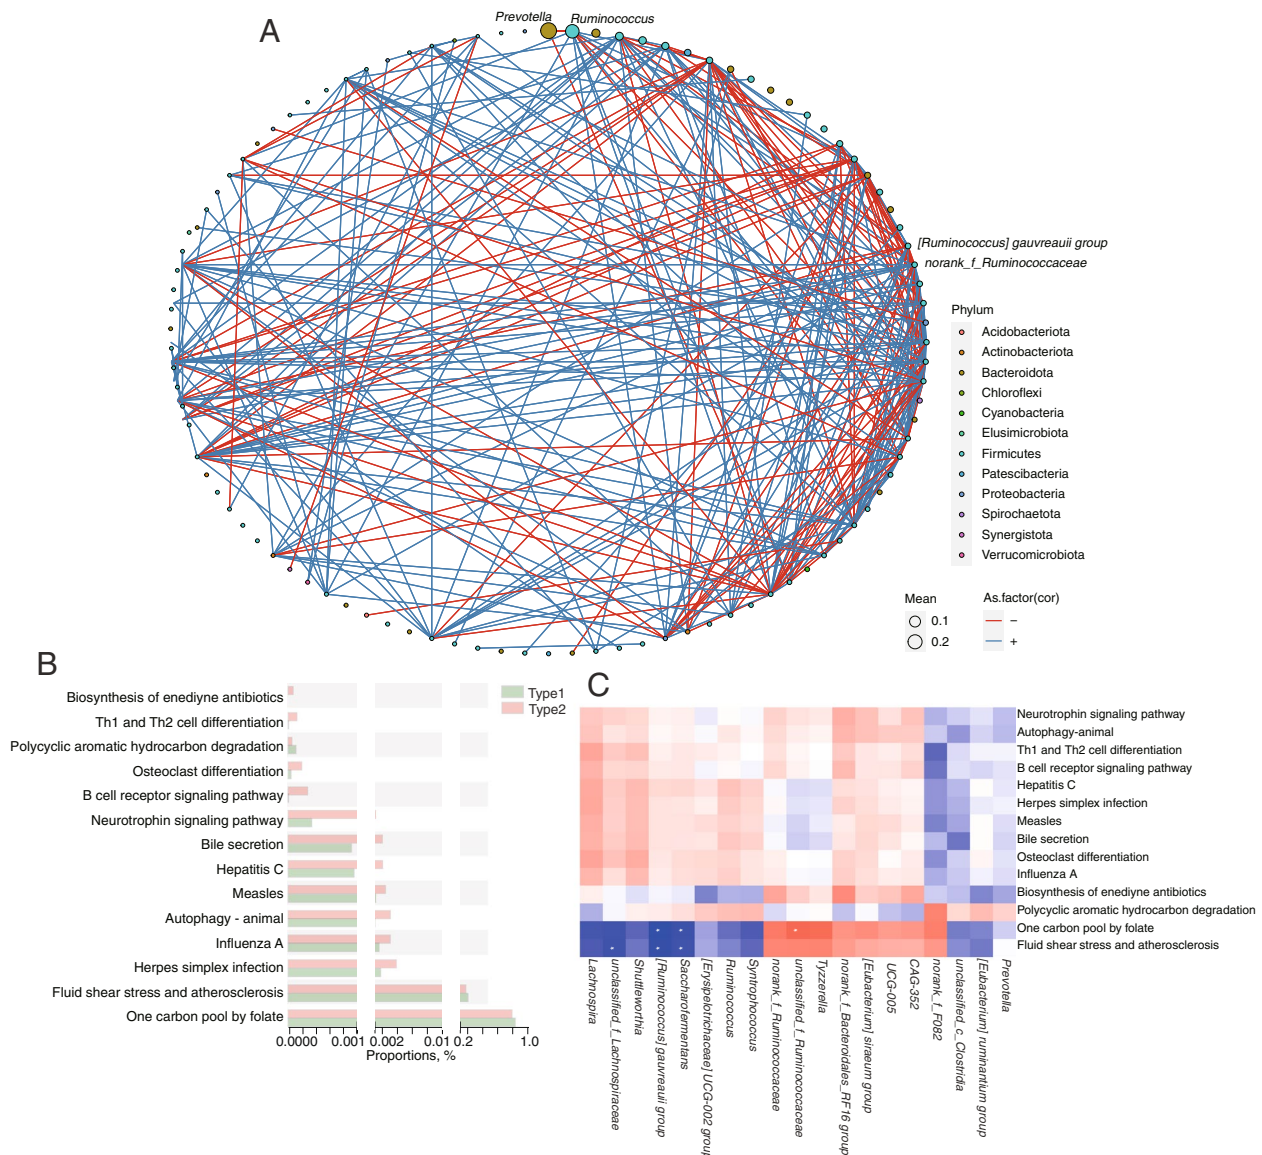 A
Prevotella
Ruminococcus
[Ruminococcus] gauvreauii group
norank_f_Ruminococcaceae
Phylum
Acidobacteriota
Actinobacteriota
Bacteroidota
Chloroflexi
Cyanobacteria
Elusimicrobiota
Firmicutes
Patescibacteria
Proteobacteria
Spirochaetota
Synergistota
Verrucomicrobiota
Mean
0.1
0.2
As.factor(cor)
−
+
B
Type1
Type2
Biosynthesis of enediyne antibiotics
Th1 and Th2 cell differentiation
Polycyclic aromatic hydrocarbon degradation
Osteoclast differentiation
B cell receptor signaling pathway
Neurotrophin signaling pathway
Bile secretion
Hepatitis C
Measles
Autophagy - animal
Influenza A
Herpes simplex infection
Fluid shear stress and atherosclerosis
One carbon pool by folate
0.0000 0.001 0.002 0.01 0.2 1.0
Proportions, %
C
Neurotrophin signaling pathway
Autophagy-animal
Th1 and Th2 cell differentiation
B cell receptor signaling pathway
Hepatitis C
Herpes simplex infection
Measles
Bile secretion
Osteoclast differentiation
Influenza A
Biosynthesis of enediyne antibiotics
Polycyclic aromatic hydrocarbon degradation
One carbon pool by folate
Fluid shear stress and atherosclerosis
Lachnospira
unclassified_f_Lachnospiraceae
Shuttleworthia
[Ruminococcus] gauvreauii group
Saccharofermentans
[Erysipelotrichaceae] UCG-002 group
Ruminococcus
Syntrophococcus
norank_f_Ruminococcaceae
unclassified_f_Ruminococcaceae
Tyzzerella
norank_f_Bacteroidales_RF16 group
[Eubacterium] siraeum group
UCG-005
CAG-352
norank_f_F082
unclassified_c_Clostridia
[Eubacterium] ruminantium group
Prevotella